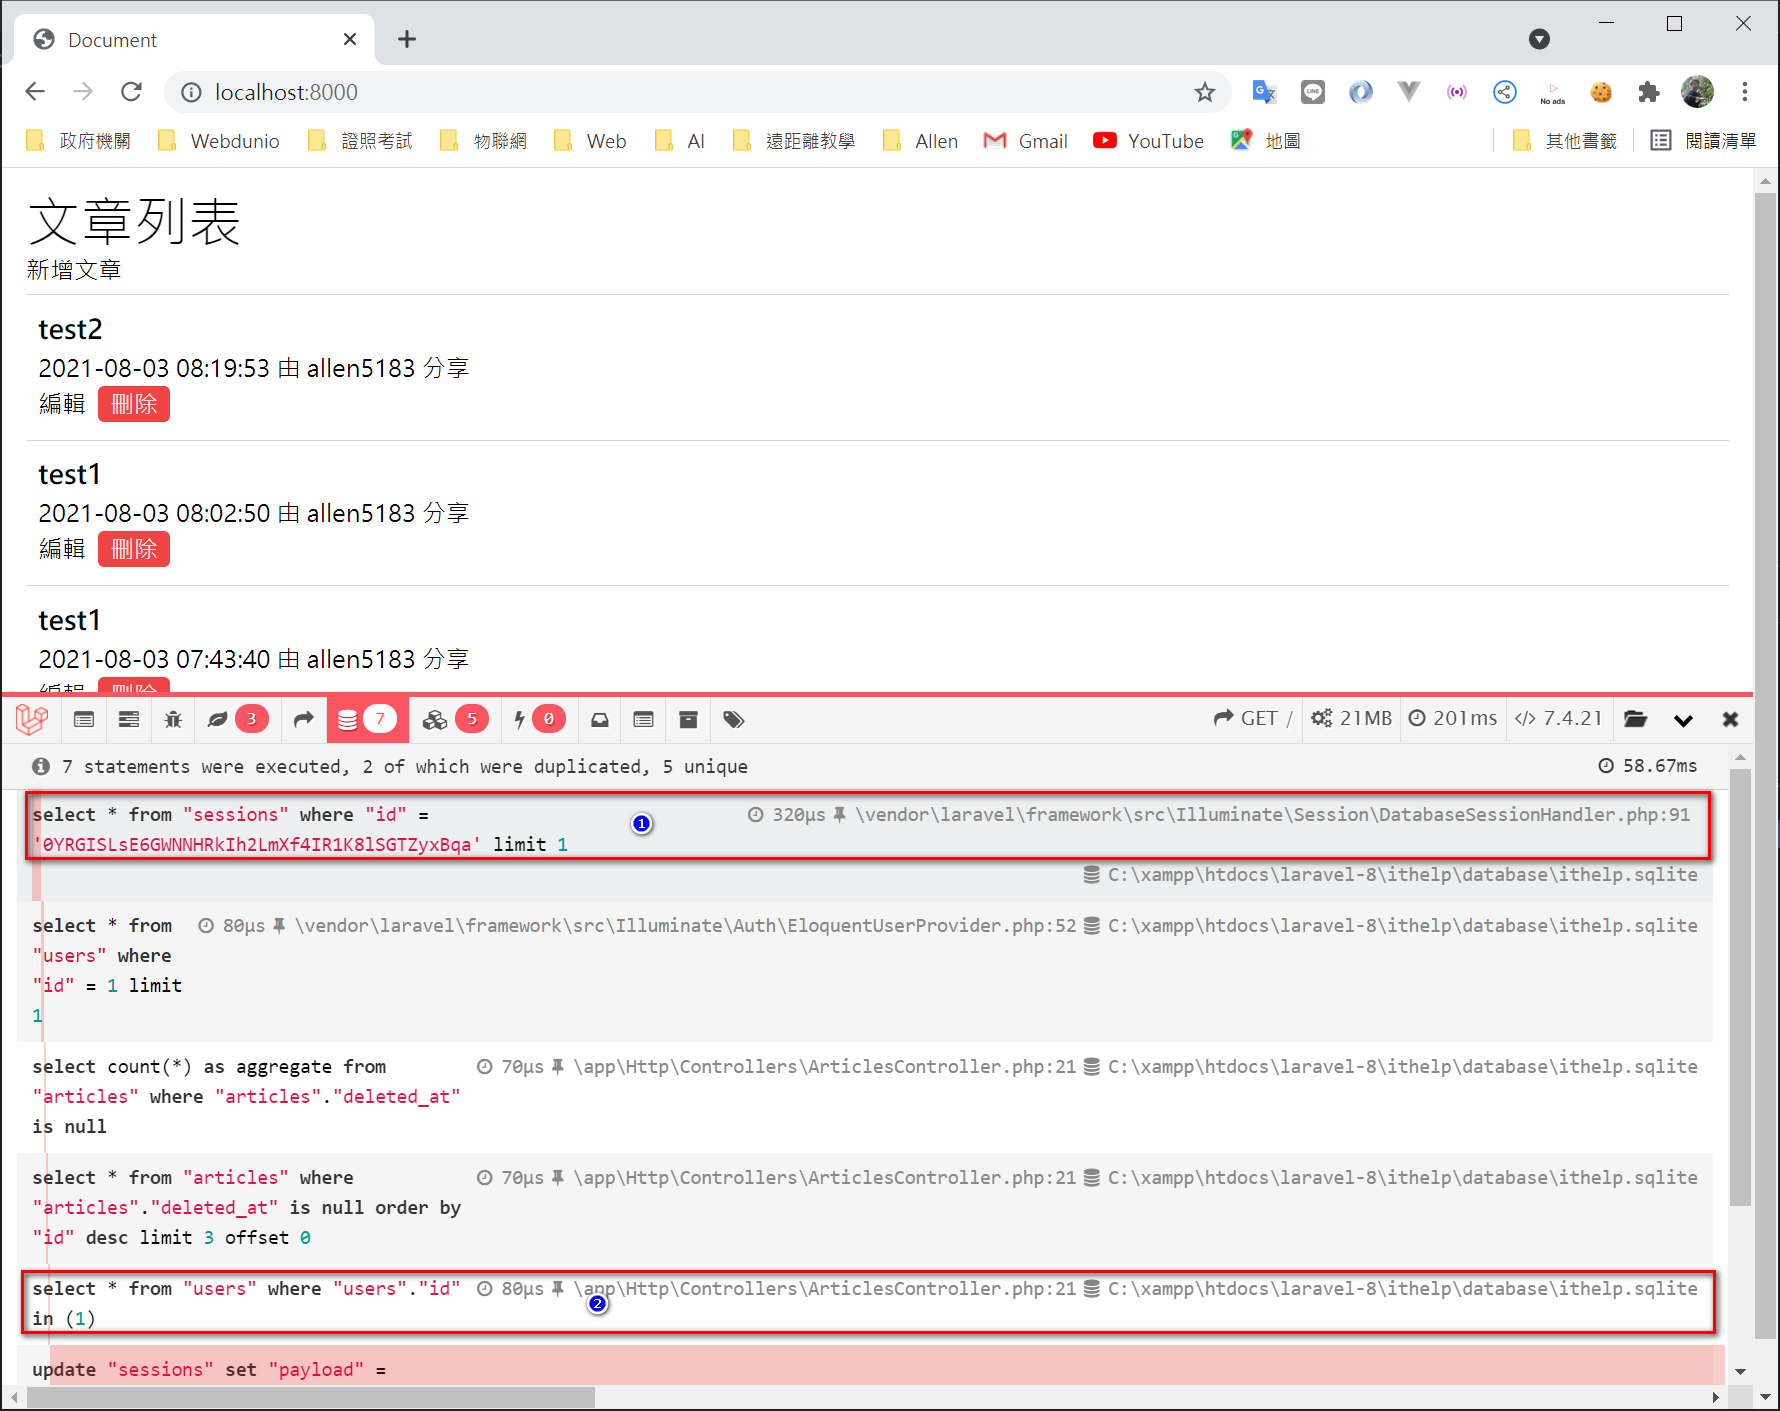 Document
localhost:8000
No ads
政府機關 Webdunio 證照考試 物聯網 Web AI 遠距離教學 Allen Gmail YouTube 地圖 其他書籤 閱讀清單
文章列表
新增文章
test2
2021-08-03 08:19:53 由 allen5183 分享
編輯 刪除
test1
2021-08-03 08:02:50 由 allen5183 分享
編輯 刪除
test1
2021-08-03 07:43:40 由 allen5183 分享
編輯 刪除
3 7 5 0 GET / 21MB 201ms </> 7.4.21
7 statements were executed, 2 of which were duplicated, 5 unique 58.67ms
select * from "sessions" where "id" = 1 320μs \vendor\laravel\framework\src\Illuminate\Session\DatabaseSessionHandler.php:91
'0YRGISLsE6GWNNHRkIh2LmXf4IR1K8lSGTZyxBqa' limit 1
C:\xampp\htdocs\laravel-8\ithelp\database\ithelp.sqlite
select * from 80μs \vendor\laravel\framework\src\Illuminate\Auth\EloquentUserProvider.php:52 C:\xampp\htdocs\laravel-8\ithelp\database\ithelp.sqlite
"users" where
"id" = 1 limit
1
select count(*) as aggregate from 70μs \app\Http\Controllers\ArticlesController.php:21 C:\xampp\htdocs\laravel-8\ithelp\database\ithelp.sqlite
"articles" where "articles"."deleted_at"
is null
select * from "articles" where 70μs \app\Http\Controllers\ArticlesController.php:21 C:\xampp\htdocs\laravel-8\ithelp\database\ithelp.sqlite
"articles"."deleted_at" is null order by
"id" desc limit 3 offset 0
select * from "users" where "users"."id" 80μs \app\Http\Controllers\ArticlesController.php:21 C:\xampp\htdocs\laravel-8\ithelp\database\ithelp.sqlite
in (1) 2
update "sessions" set "payload" =